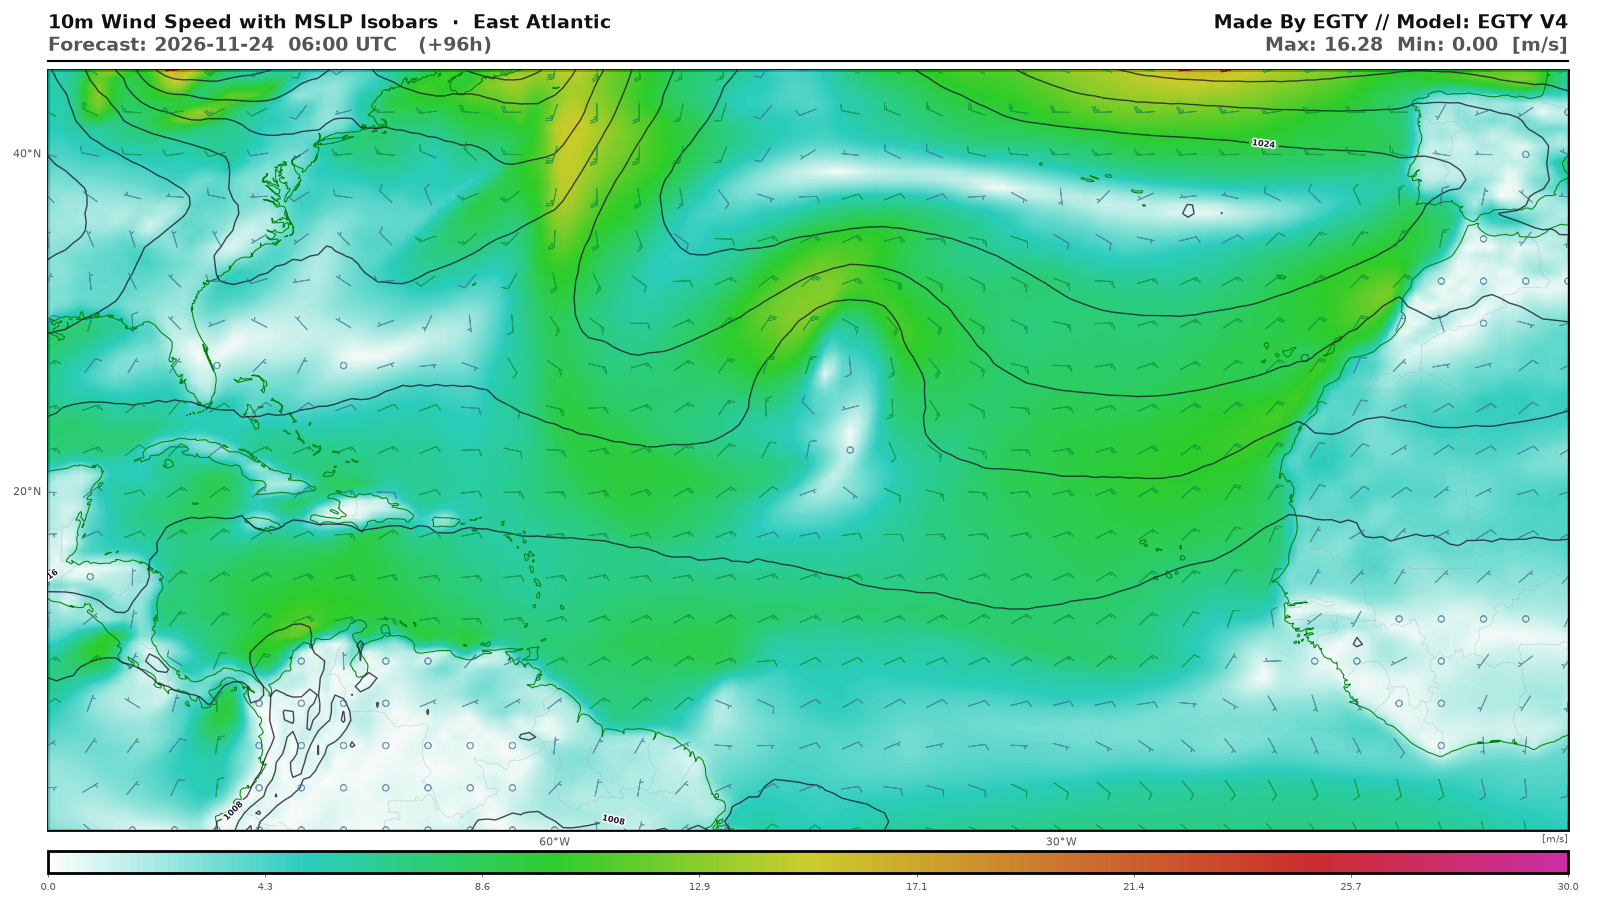 10m Wind Speed with MSLP Isobars · East Atlantic
Made By EGTY // Model: EGTY V4
Forecast: 2026-11-24 06:00 UTC (+96h)
Max: 16.28 Min: 0.00 [m/s]
1024
40°N
20°N
16
1008
1008
60°W
30°W
[m/s]
0.0
4.3
8.6
12.9
17.1
21.4
25.7
30.0